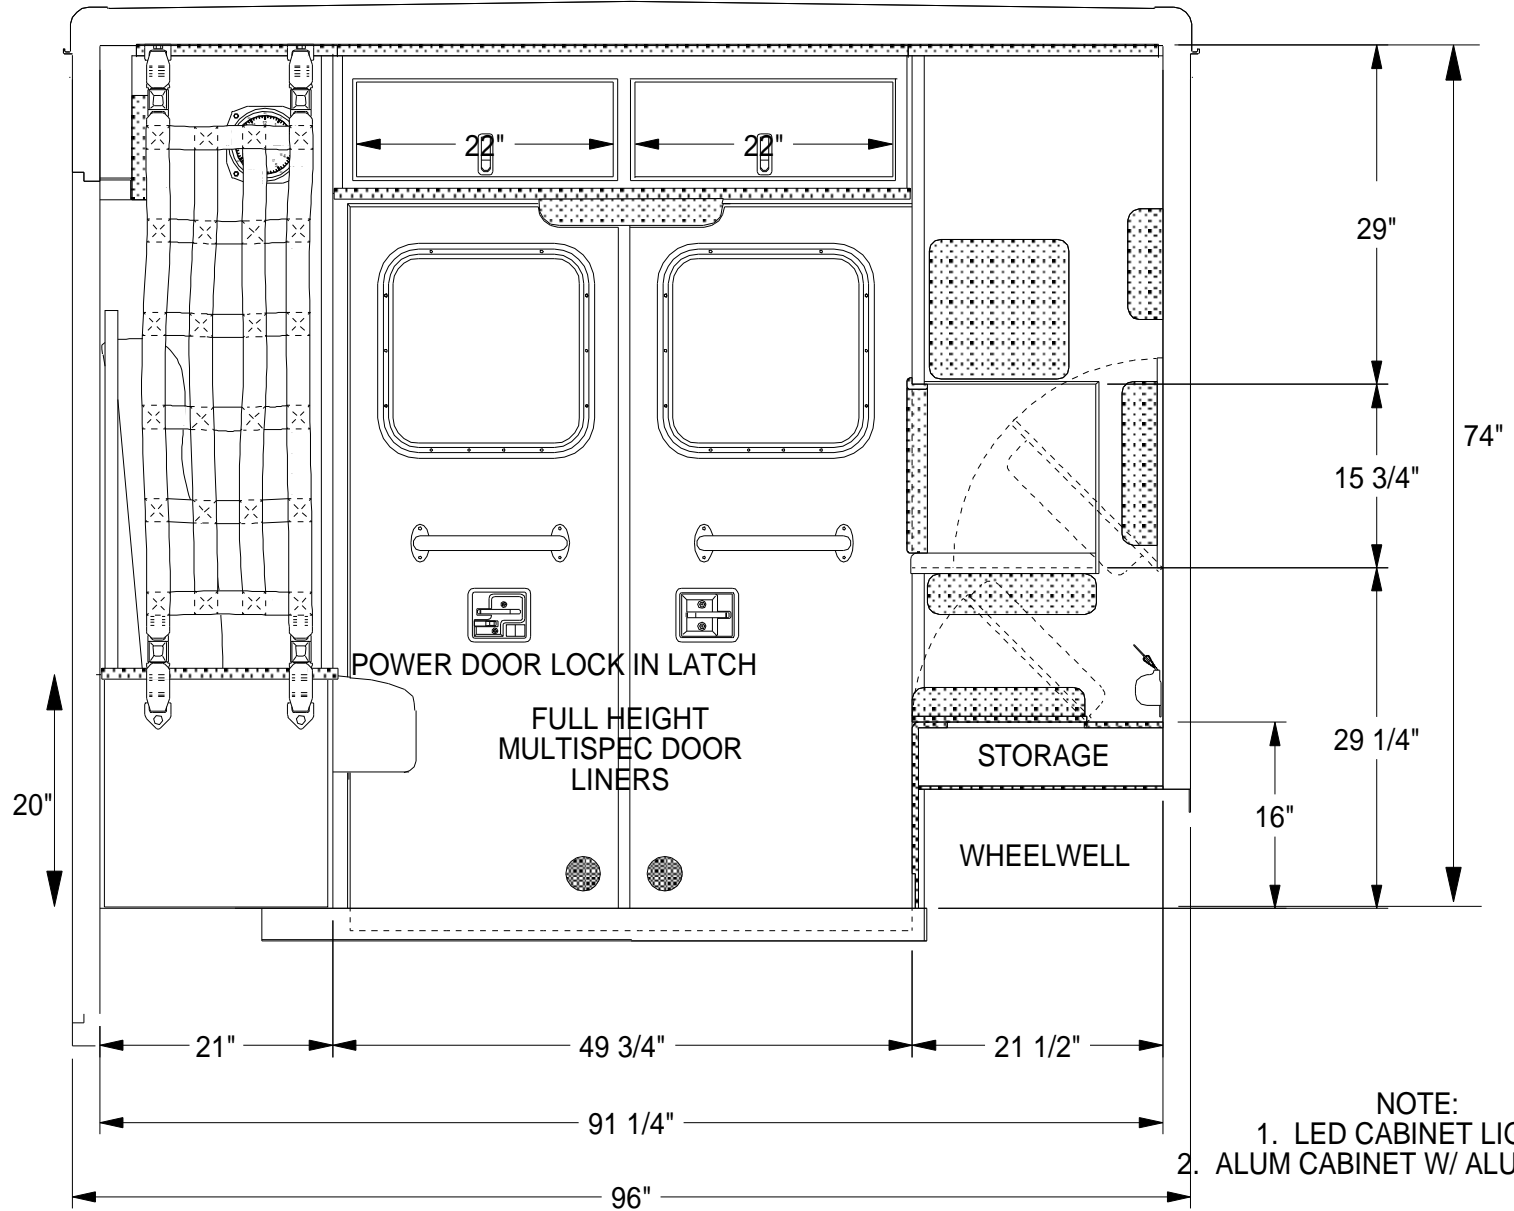 22"
22"
29"
74"
15 3/4"
POWER DOOR LOCK IN LATCH
FULL HEIGHT
MULTISPEC DOOR
LINERS
STORAGE
29 1/4"
20"
16"
WHEELWELL
21"
49 3/4"
21 1/2"
91 1/4"
96"
NOTE:
1. LED CABINET
2. ALUM CABINET W/